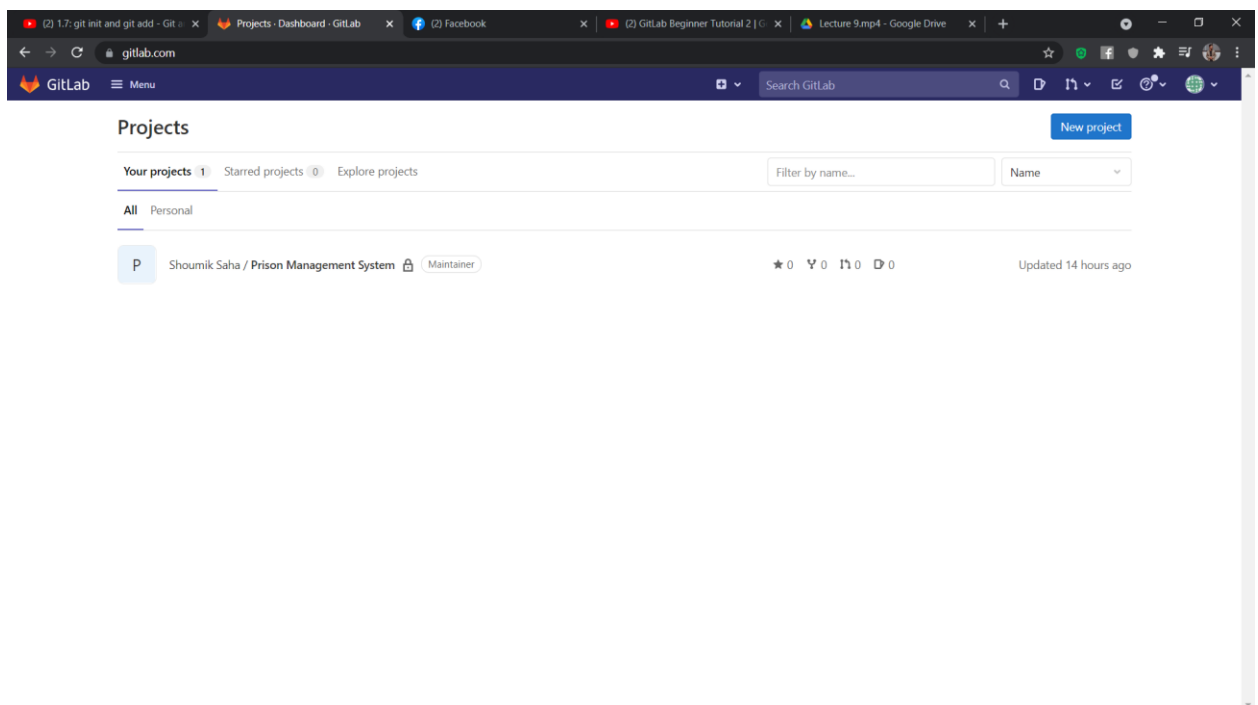 (2) 1.7: git init and git add - Git a
Projects · Dashboard · GitLab
(2) Facebook
(2) GitLab Beginner Tutorial 2 | G
Lecture 9.mp4 - Google Drive
gitlab.com
GitLab Menu Search GitLab
Projects New project
Your projects 1 Starred projects 0 Explore projects Filter by name... Name
All Personal
P Shoumik Saha / Prison Management System Maintainer 0 0 0 0 Updated 14 hours ago